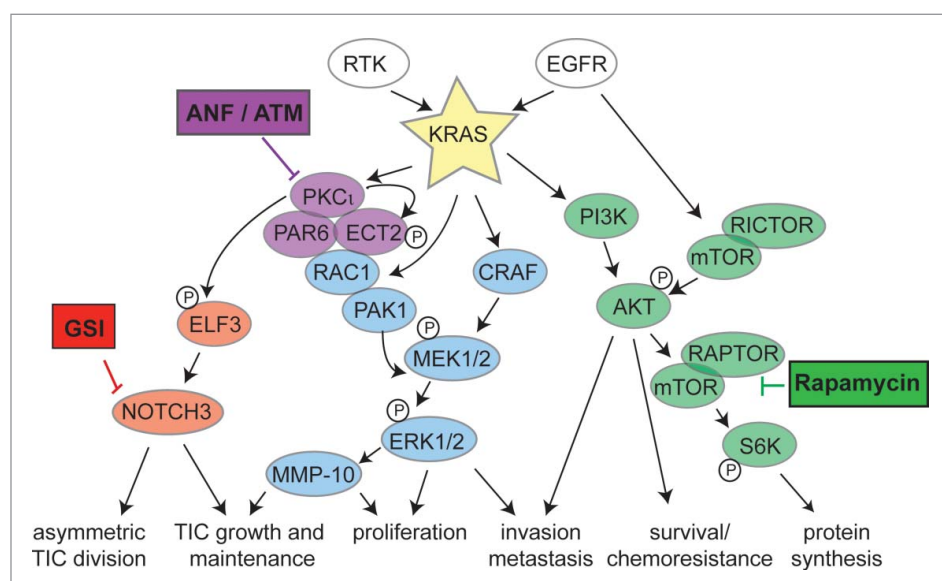 RTK
EGFR
ANF / ATM
KRAS
PKCι
PI3K
RICTOR
PAR6
ECT2
P
mTOR
RAC1
CRAF
P
P
AKT
PAK1
GSI
ELF3
P
MEK1/2
RAPTOR
mTOR
Rapamycin
NOTCH3
P
ERK1/2
S6K
P
MMP-10
asymmetric
TIC division
TIC growth and
maintenance
proliferation
invasion
metastasis
survival/
chemoresistance
protein
synthesis